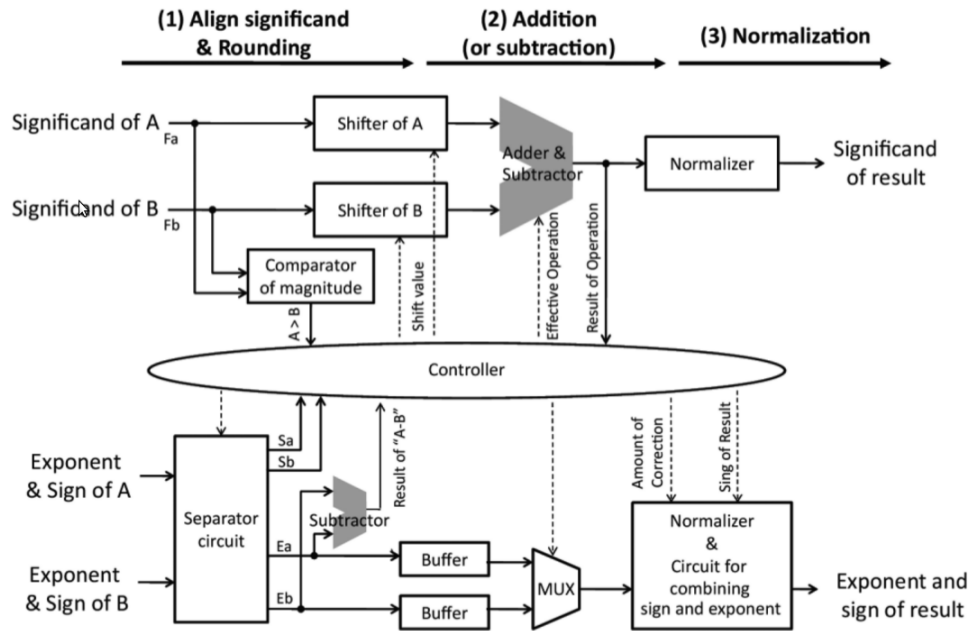 (1) Align significand
& Rounding
(2) Addition
(or subtraction)
(3) Normalization
Significand of A
Fa
Shifter of A
Adder &
Subtractor
Normalizer
Significand
of result
Significand of B
Fb
Shifter of B
Comparator
of magnitude
A > B
Shift value
Effective Operation
Result of Operation
Controller
Exponent
& Sign of A
Exponent
& Sign of B
Separator
circuit
Sa
Sb
Ea
Eb
Subtractor
Result of “A-B”
Buffer
Buffer
MUX
Amount of
Correction
Sing of Result
Normalizer
&
Circuit for
combining
sign and exponent
Exponent and
sign of result